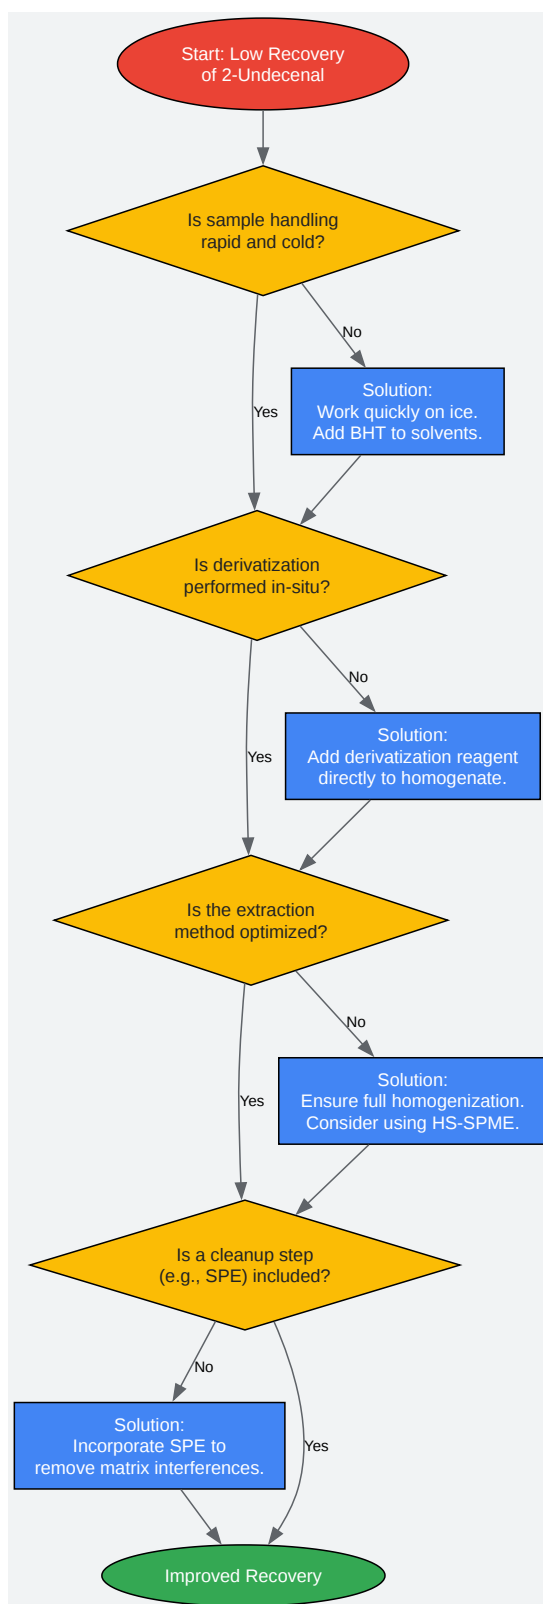 Start: Low Recovery
of 2-Undecenal
Is sample handling
rapid and cold?
No
Yes
Solution:
Work quickly on ice.
Add BHT to solvents.
Is derivatization
performed in-situ?
No
Yes
Solution:
Add derivatization reagent
directly to homogenate.
Is the extraction
method optimized?
No
Yes
Solution:
Ensure full homogenization.
Consider using HS-SPME.
Is a cleanup step
(e.g., SPE) included?
No
Yes
Solution:
Incorporate SPE to
remove matrix interferences.
Improved Recovery